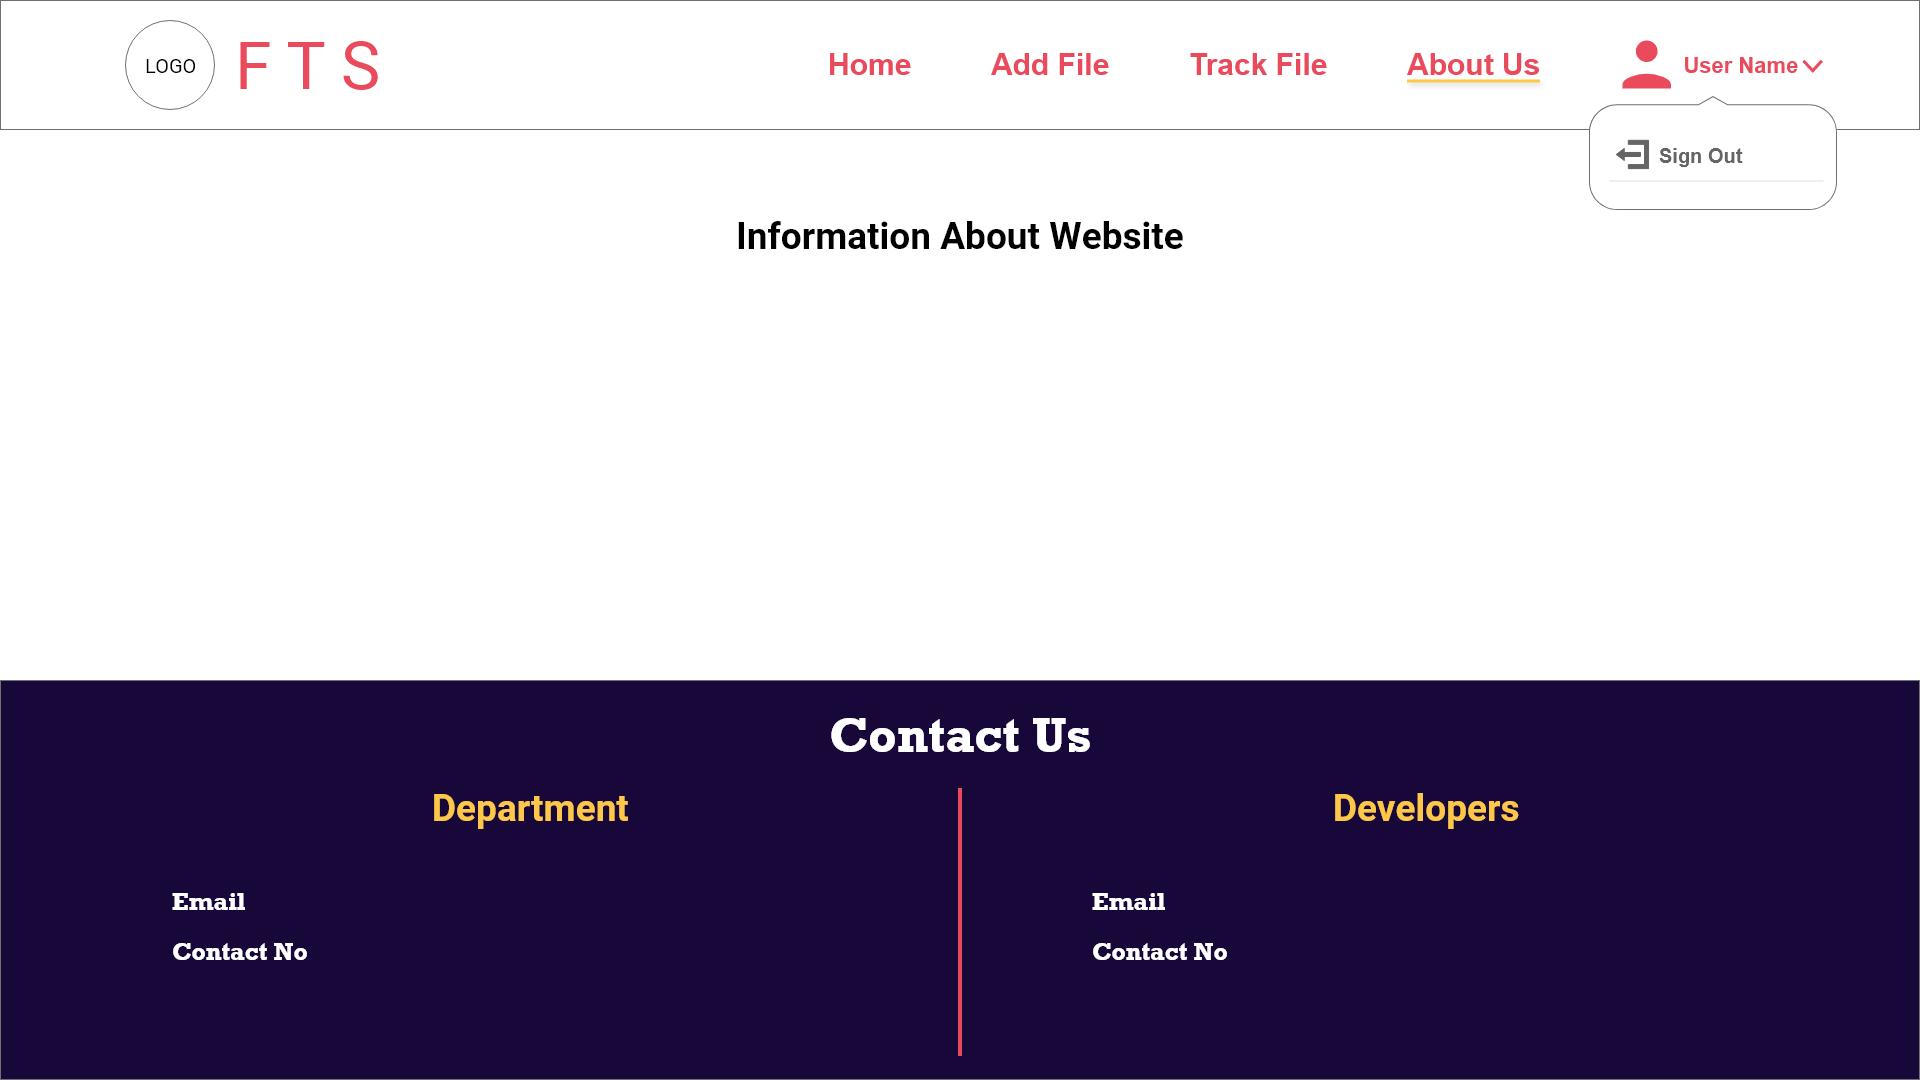 LOGO
F T S
Home
Add File
Track File
About Us
User Name
Sign Out
Information About Website
Contact Us
Department
Developers
Email
Contact No
Email
Contact No